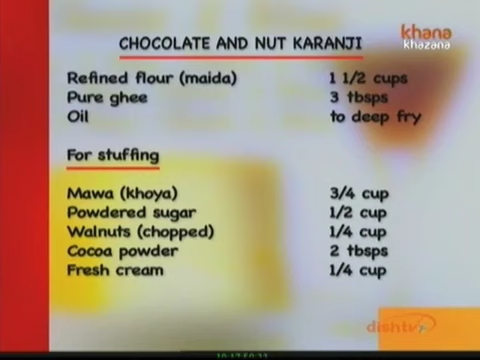 khana
khazana
CHOCOLATE AND NUT KARANJI
Refined flour (maida) 1 1/2 cups
Pure ghee 3 tbsps
Oil to deep fry
For stuffing
Mawa (khoya) 3/4 cup
Powdered sugar 1/2 cup
Walnuts (chopped) 1/4 cup
Cocoa powder 2 tbsps
Fresh cream 1/4 cup
dishtv